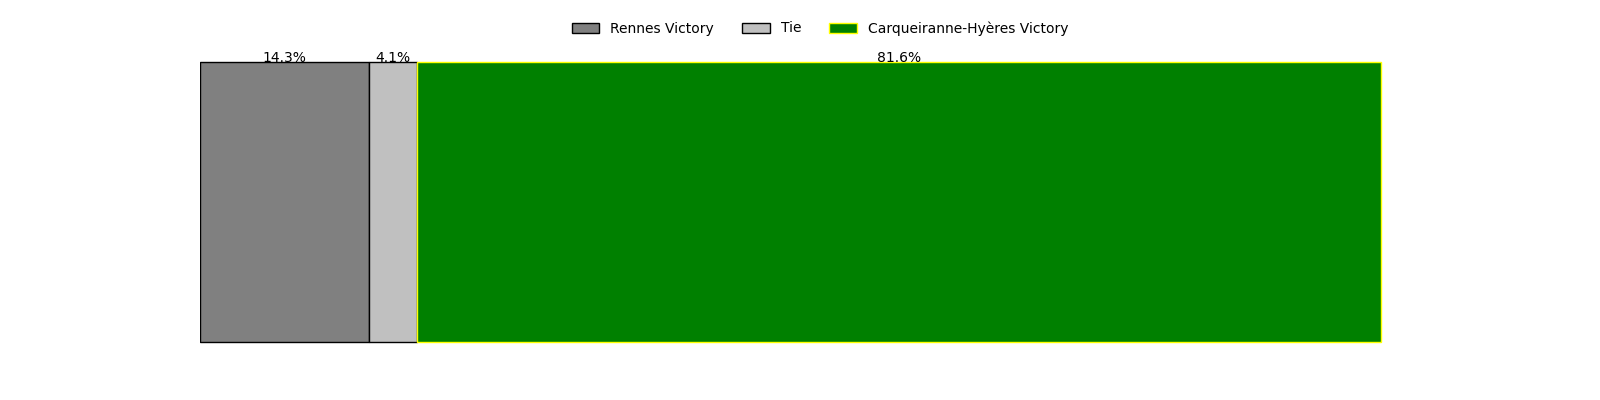 Rennes Victory Tie Carqueiranne-Hyères Victory
14.3% 4.1% 81.6%